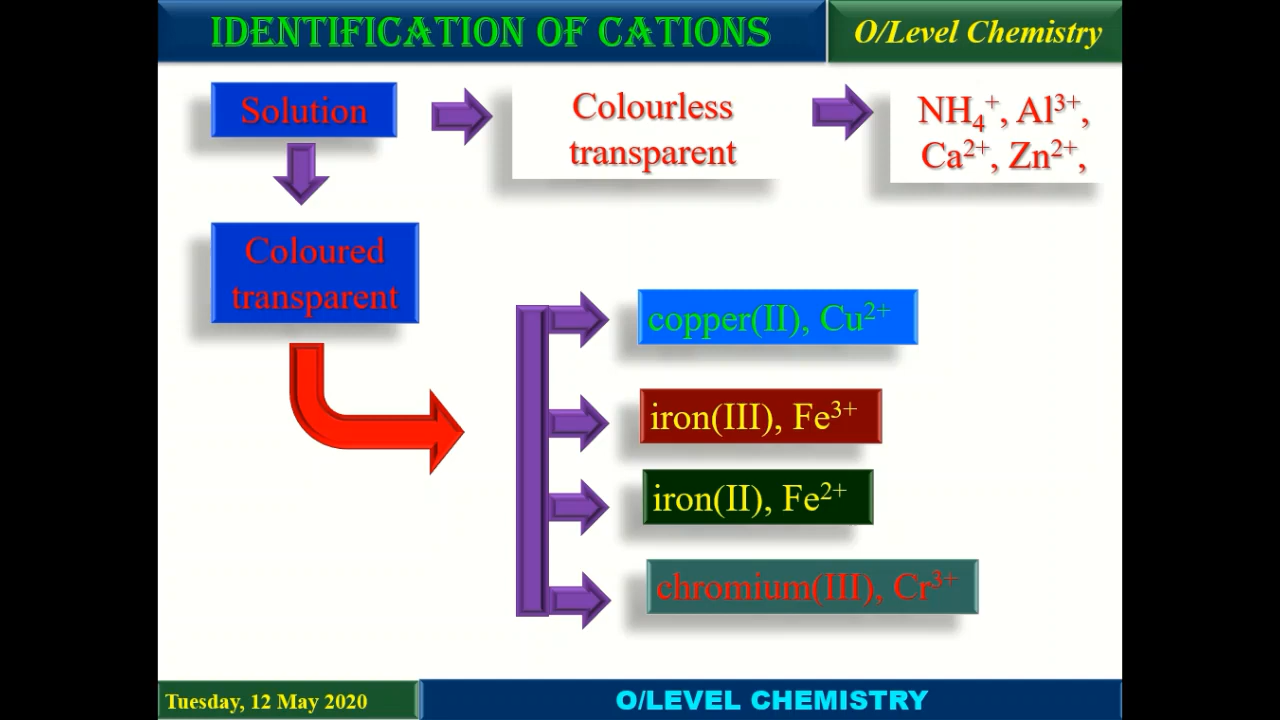 IDENTIFICATION OF CATIONS
O/Level Chemistry
Solution
Colourless
transparent
NH₄⁺, Al³⁺,
Ca²⁺, Zn²⁺,
Coloured
transparent
copper(II), Cu²⁺
iron(III), Fe³⁺
iron(II), Fe²⁺
chromium(III), Cr³⁺
Tuesday, 12 May 2020
O/LEVEL CHEMISTRY